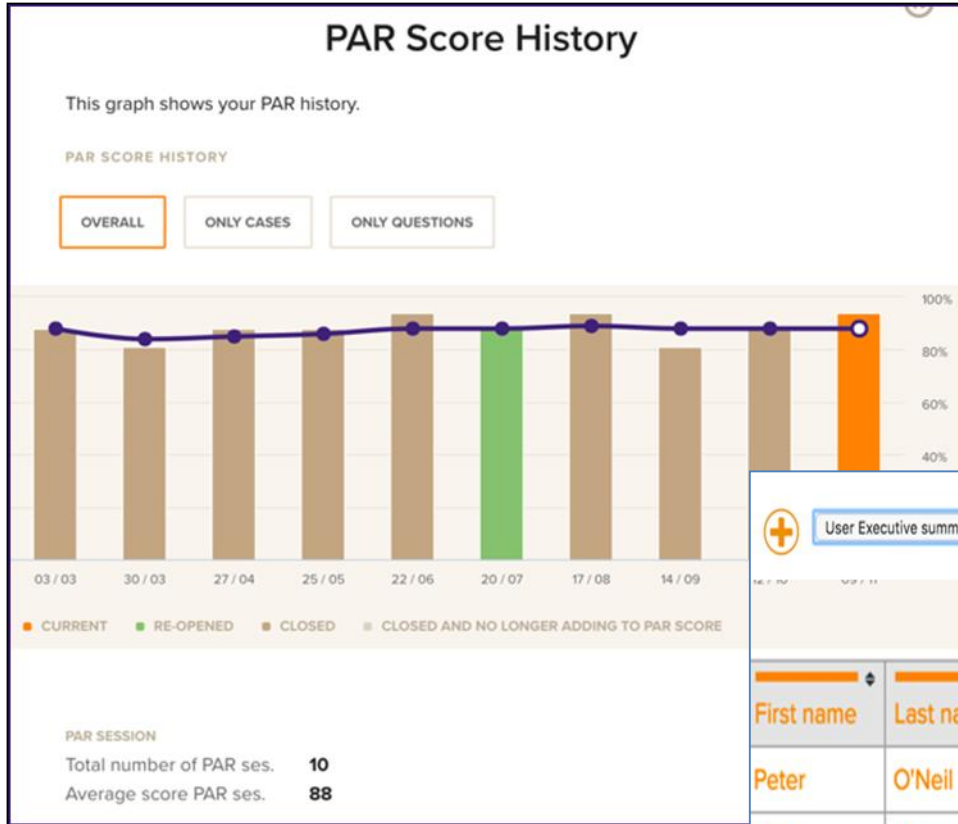 PAR Score History
This graph shows your PAR history.
PAR SCORE HISTORY
OVERALL ONLY CASES ONLY QUESTIONS
100%
80%
60%
40%
03 / 03 30 / 03 27 / 04 25 / 05 22 / 06 20 / 07 17 / 08 14 / 09
CURRENT RE-OPENED CLOSED CLOSED AND NO LONGER ADDING TO PAR SCORE
PAR SESSION
Total number of PAR ses. 10
Average score PAR ses. 88
User Executive summ
First name Last na
Peter O'Neil